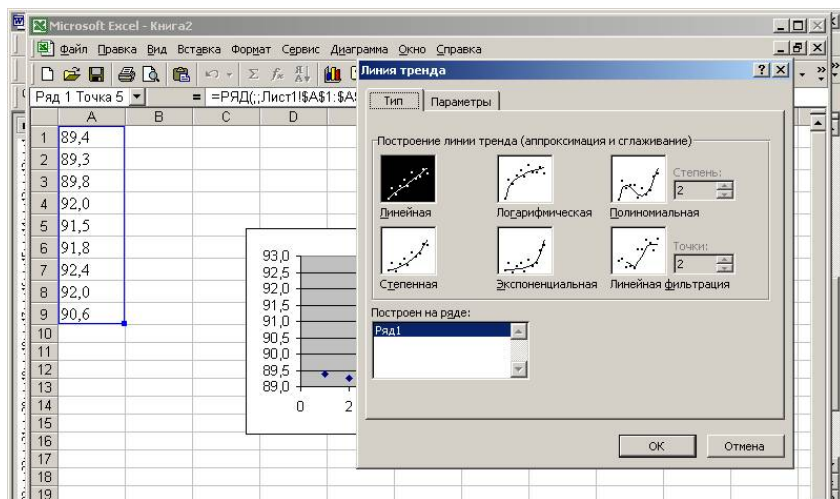 Microsoft Excel - Книга2
Файл Правка Вид Вставка Формат Сервис Диаграмма Окно Справка
Ряд 1 Точка 5 = =РЯД(;;Лист1!$A$1:$A$
A B C D
1 89,4
2 89,3
3 89,8
4 92,0
5 91,5
6 91,8
7 92,4
8 92,0
9 90,6
10
11
12
13
14
15
16
17
18
19
93,0
92,5
92,0
91,5
91,0
90,5
90,0
89,5
89,0
0 2
Линия тренда
Тип Параметры
Построение линии тренда (аппроксимация и сглаживание)
Степень:
2
Линейная Логарифмическая Полиномиальная
Точки:
2
Степенная Экспоненциальная Линейная фильтрация
Построен на ряде:
Ряд1
ОК Отмена